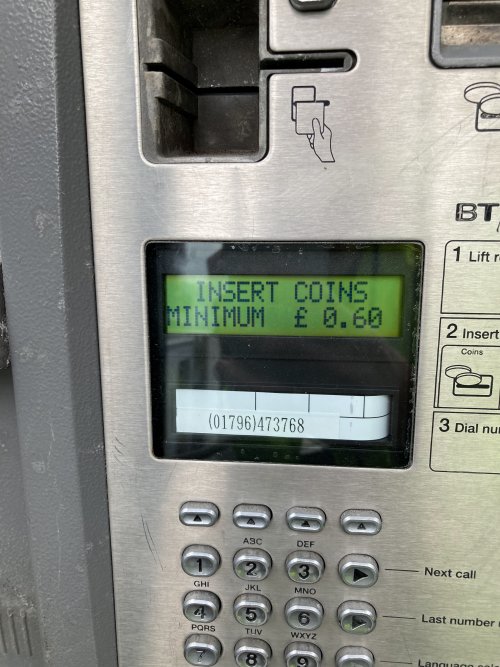 BT
1 Lift
INSERT COINS
MINIMUM £ 0.60
2 Insert
Coins
(01796)473768
3 Dial
ABC DEF
1 2 3
Next call
GHI JKL MNO
4 5 6
Last number
PQRS TUV WXYZ
7 8 9
Language